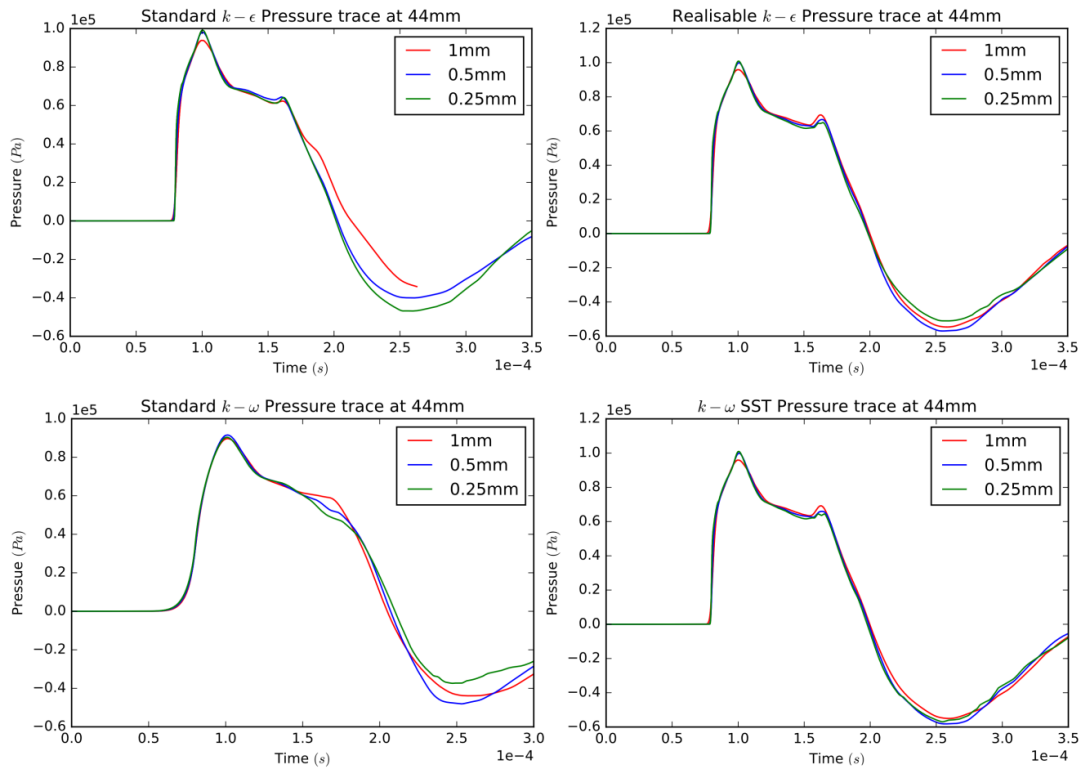 Standard k − ϵ Pressure trace at 44mm
1e5
1.0
0.8
0.6
0.4
0.2
0.0
−0.2
−0.4
−0.6
Pressure (Pa)
1mm
0.5mm
0.25mm
0.0 0.5 1.0 1.5 2.0 2.5 3.0 3.5
Time (s)
1e−4
Realisable k − ϵ Pressure trace at 44mm
1e5
1.2
1.0
0.8
0.6
0.4
0.2
0.0
−0.2
−0.4
−0.6
Pressure (Pa)
1mm
0.5mm
0.25mm
0.0 0.5 1.0 1.5 2.0 2.5 3.0 3.5
Time (s)
1e−4
Standard k − ω Pressure trace at 44mm
1e5
1.0
0.8
0.6
0.4
0.2
0.0
−0.2
−0.4
−0.6
Pressue (Pa)
1mm
0.5mm
0.25mm
0.0 0.5 1.0 1.5 2.0 2.5 3.0
Time (s)
1e−4
k − ω SST Pressure trace at 44mm
1e5
1.2
1.0
0.8
0.6
0.4
0.2
0.0
−0.2
−0.4
−0.6
Pressue (Pa)
1mm
0.5mm
0.25mm
0.0 0.5 1.0 1.5 2.0 2.5 3.0 3.5
Time (s)
1e−4